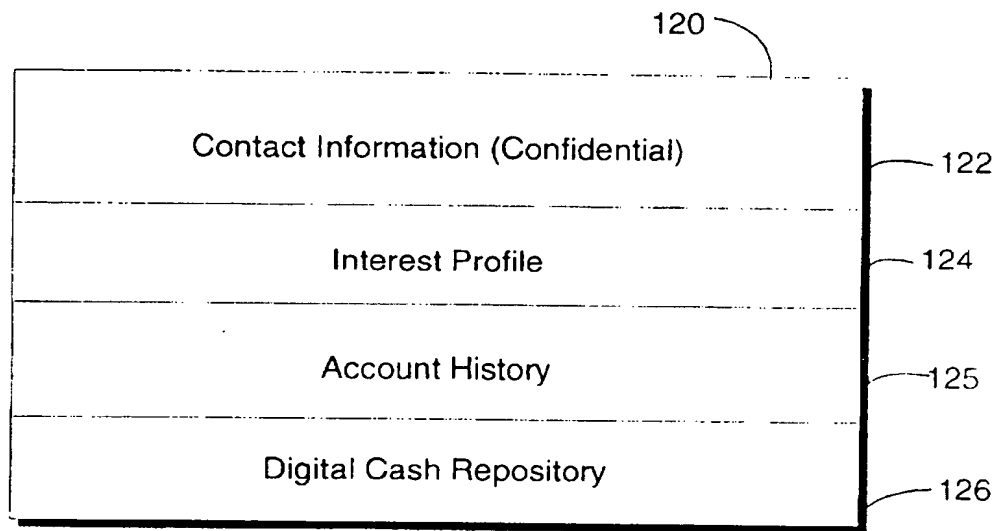 120
Contact Information (Confidential)
122
Interest Profile
124
Account History
125
Digital Cash Repository
126